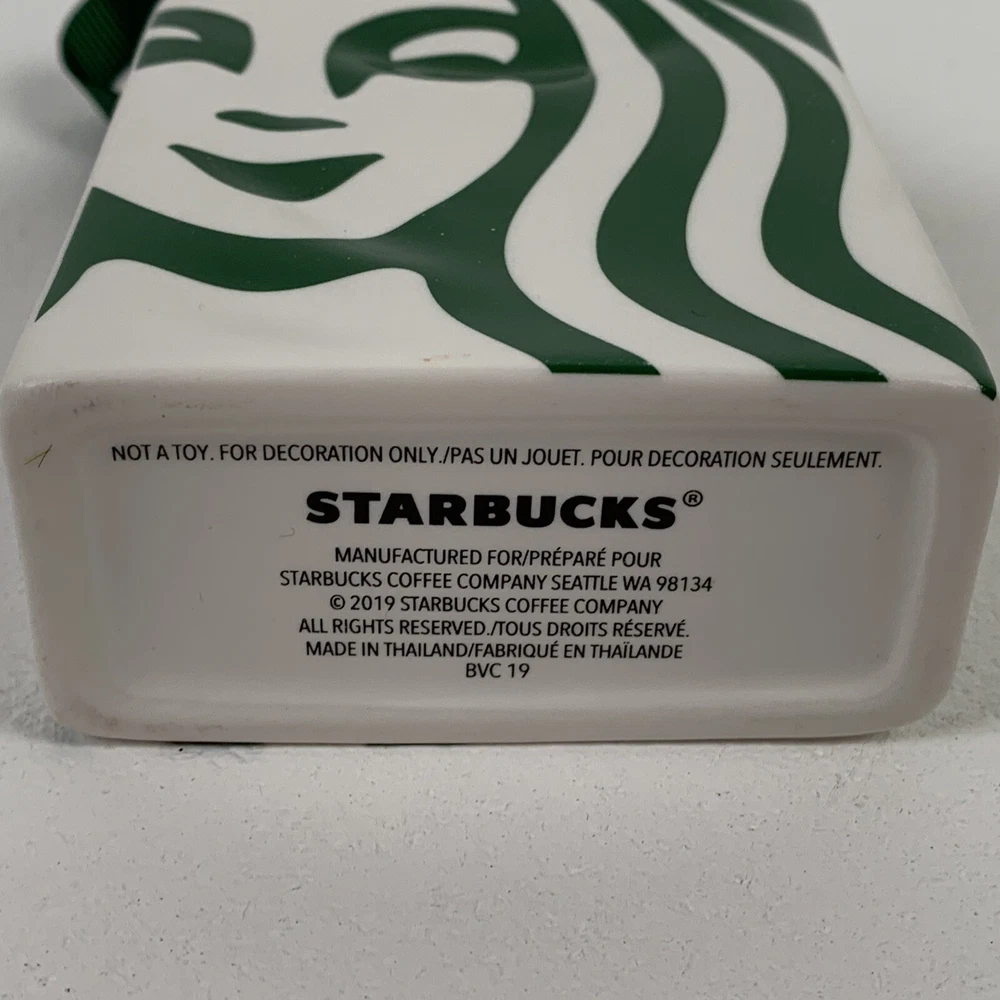 NOT A TOY. FOR DECORATION ONLY./PAS UN JOUET. POUR DECORATION SEULEMENT.
STARBUCKS®
MANUFACTURED FOR/PRÉPARÉ POUR
STARBUCKS COFFEE COMPANY SEATTLE WA 98134
© 2019 STARBUCKS COFFEE COMPANY
ALL RIGHTS RESERVED./TOUS DROITS RÉSERVÉ.
MADE IN THAILAND/FABRIQUÉ EN THAÏLANDE
BVC 19